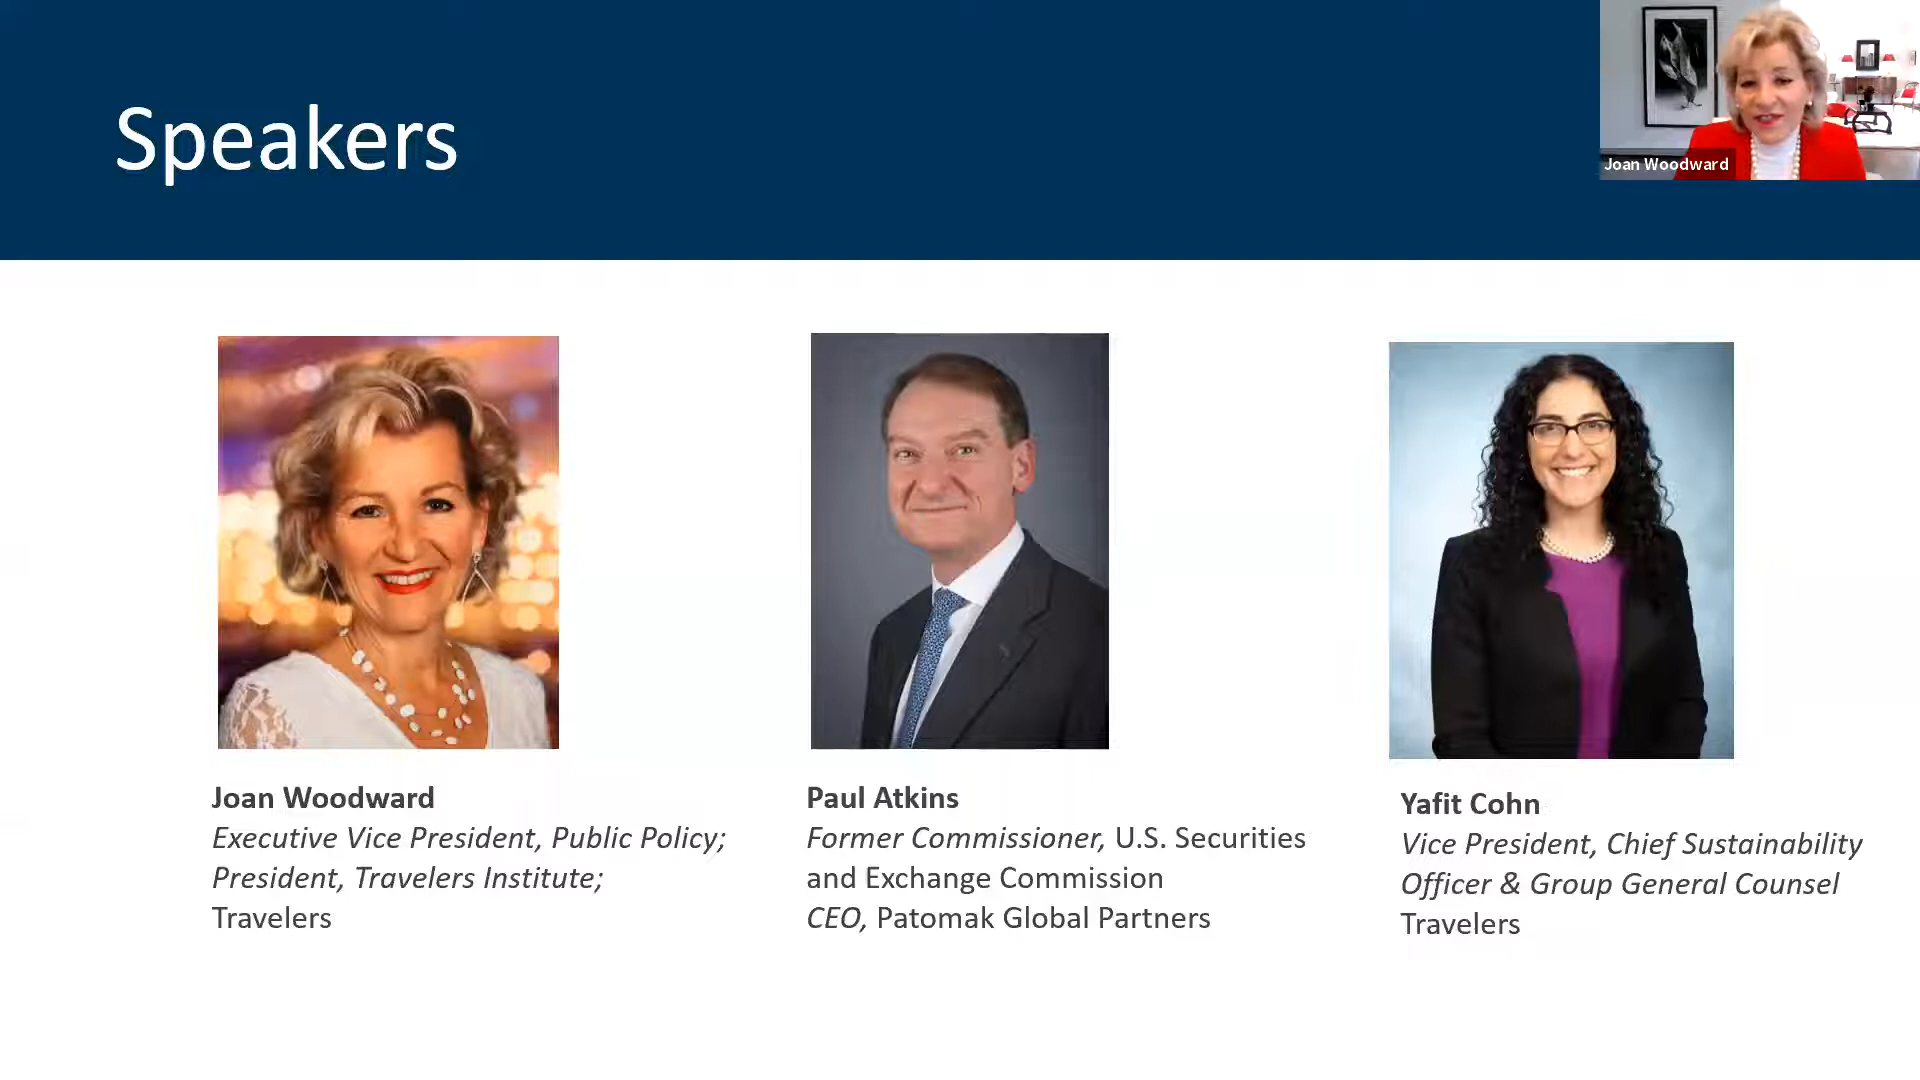 Speakers
Joan Woodward
Joan Woodward
Executive Vice President, Public Policy;
President, Travelers Institute;
Travelers
Paul Atkins
Former Commissioner, U.S. Securities
and Exchange Commission
CEO, Patomak Global Partners
Yafit Cohn
Vice President, Chief Sustainability
Officer & Group General Counsel
Travelers